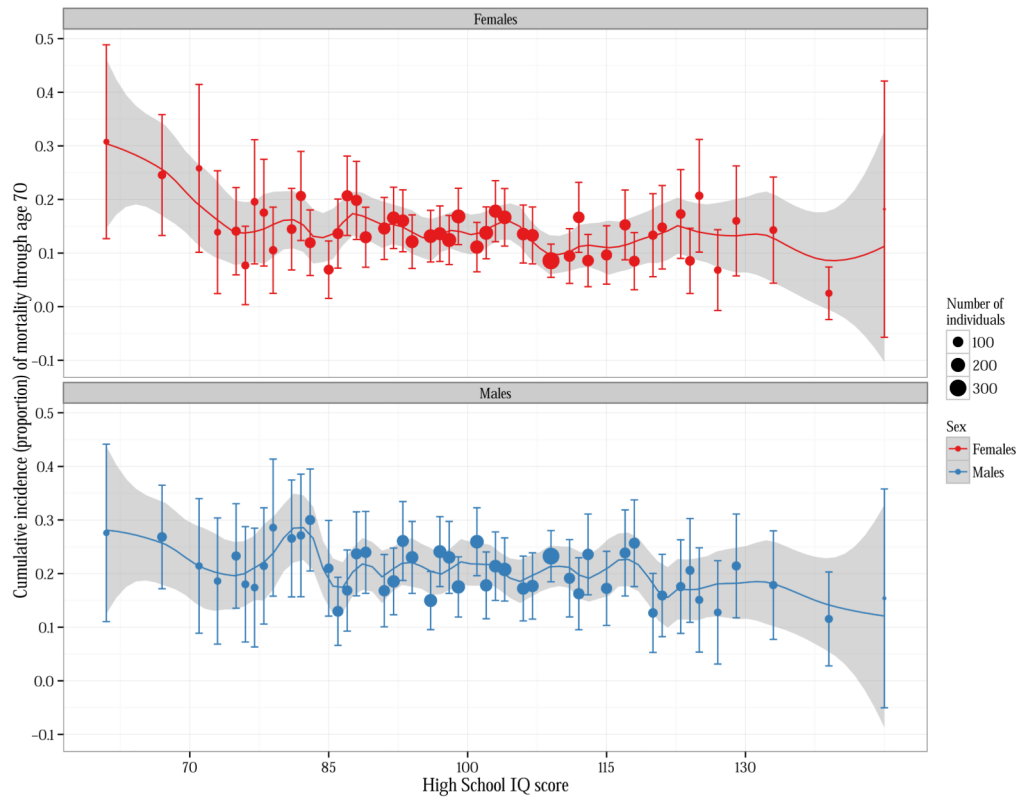 Females
0.5
0.4
0.3
0.2
0.1
0.0
−0.1
Males
0.5
0.4
0.3
0.2
0.1
0.0
−0.1
70
85
100
115
130
High School IQ score
Cumulative incidence (proportion) of mortality through age 70
Number of
individuals
100
200
300
Sex
Females
Males